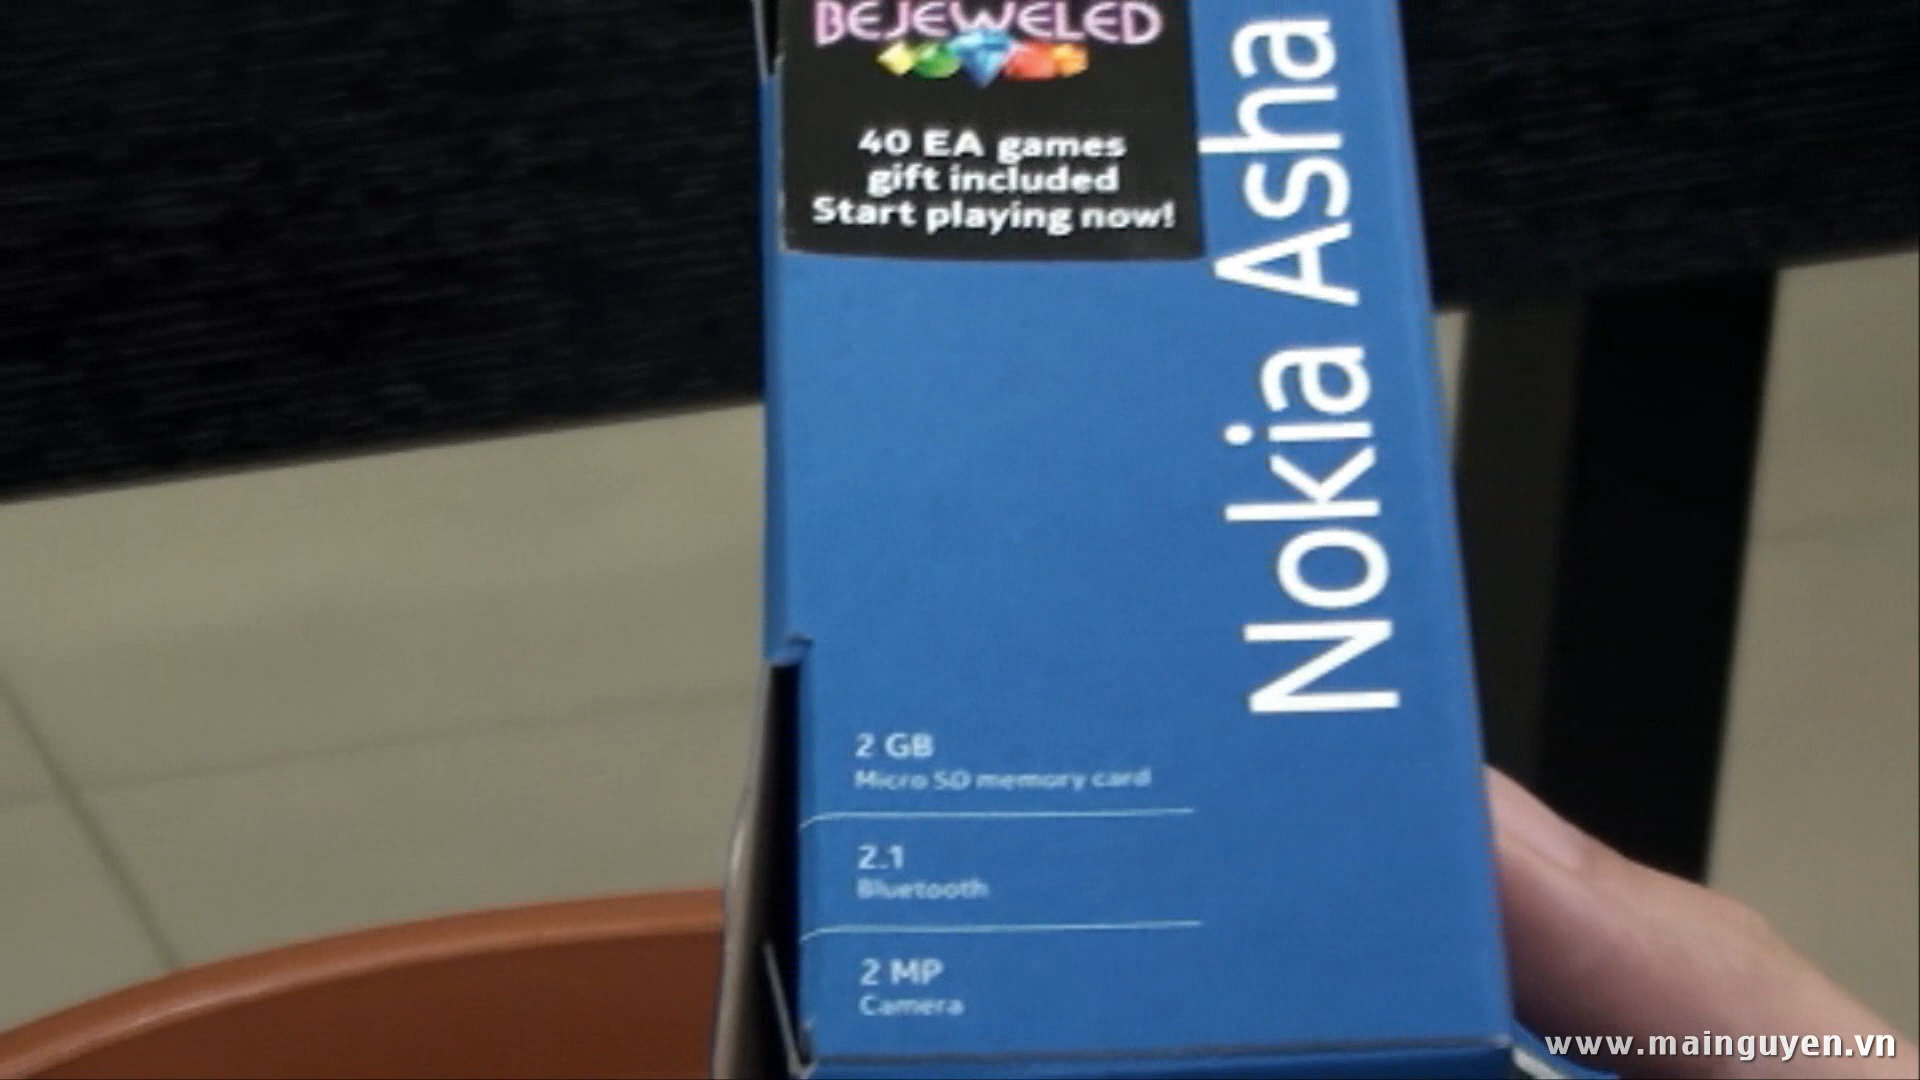 BEJEWELED
40 EA games
gift included
Start playing now!
Nokia Asha
2 GB
Micro SD memory card
2.1
Bluetooth
2 MP
Camera
www.mainguyen.vn